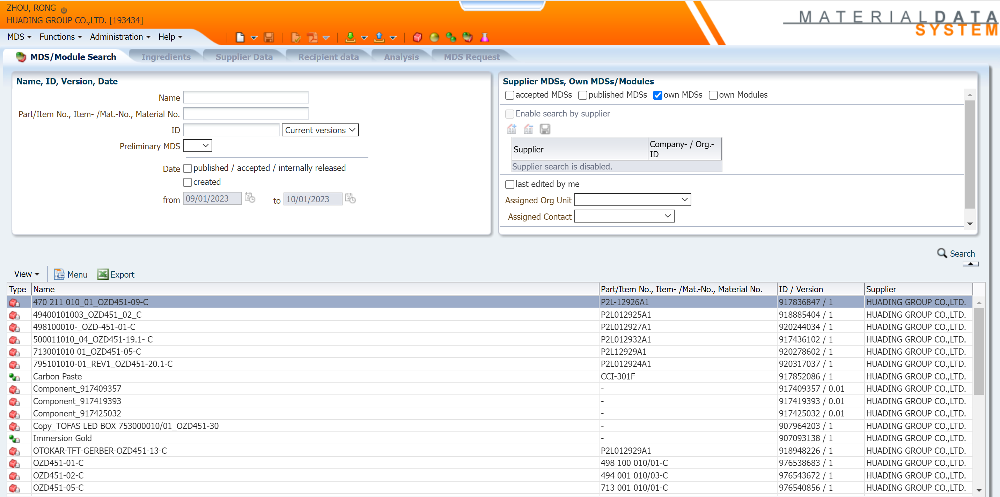 ZHOU, RONG
HUADING GROUP CO.,LTD. [193434]
MATERIALDATA
SYSTEM
MDS Functions Administration Help
MDS/Module Search Ingredients Supplier Data Recipient data Analysis MDS Request
Name, ID, Version, Date
Name
Part/Item No., Item- /Mat.-No., Material No.
ID Current versions
Preliminary MDS
Date published / accepted / internally released
created
from 09/01/2023 to 10/01/2023
Supplier MDSs, Own MDSs/Modules
accepted MDSs published MDSs own MDSs own Modules
Enable search by supplier
Supplier Company- / Org.-
ID
Supplier search is disabled.
last edited by me
Assigned Org Unit
Assigned Contact
Search
View Menu Export
Type Name Part/Item No., Item- /Mat.-No., Material No. ID / Version Supplier
470 211 010_01_OZD451-09-C P2L-12926A1 917836847 / 1 HUADING GROUP CO.,LTD.
49400101003_OZD451_02_C P2L012925A1 918885404 / 1 HUADING GROUP CO.,LTD.
498100010-_OZD-451-01-C P2L012927A1 920244034 / 1 HUADING GROUP CO.,LTD.
500011010_04_OZD451-19.1- C P2L012932A1 917436102 / 1 HUADING GROUP CO.,LTD.
713001010 01_OZD451-05-C P2L12929A1 920278602 / 1 HUADING GROUP CO.,LTD.
795101010-01_REV1_OZD451-20.1-C P2L012924A1 920317037 / 1 HUADING GROUP CO.,LTD.
Carbon Paste CCI-301F 917852086 / 1 HUADING GROUP CO.,LTD.
Component_917409357 - 917409357 / 0.01 HUADING GROUP CO.,LTD.
Component_917419393 - 917419393 / 0.01 HUADING GROUP CO.,LTD.
Component_917425032 - 917425032 / 0.01 HUADING GROUP CO.,LTD.
Copy_TOFAS LED BOX 753000010/01_OZD451-30 - 907964203 / 1 HUADING GROUP CO.,LTD.
Immersion Gold - 907093138 / 1 HUADING GROUP CO.,LTD.
OTOKAR-TFT-GERBER-OZD451-13-C P2L012929A1 918948226 / 1 HUADING GROUP CO.,LTD.
OZD451-01-C 498 100 010/01-C 976538683 / 1 HUADING GROUP CO.,LTD.
OZD451-02-C 494 001 010/03-C 976543672 / 1 HUADING GROUP CO.,LTD.
OZD451-05-C 713 001 010/01-C 976540856 / 1 HUADING GROUP CO.,LTD.